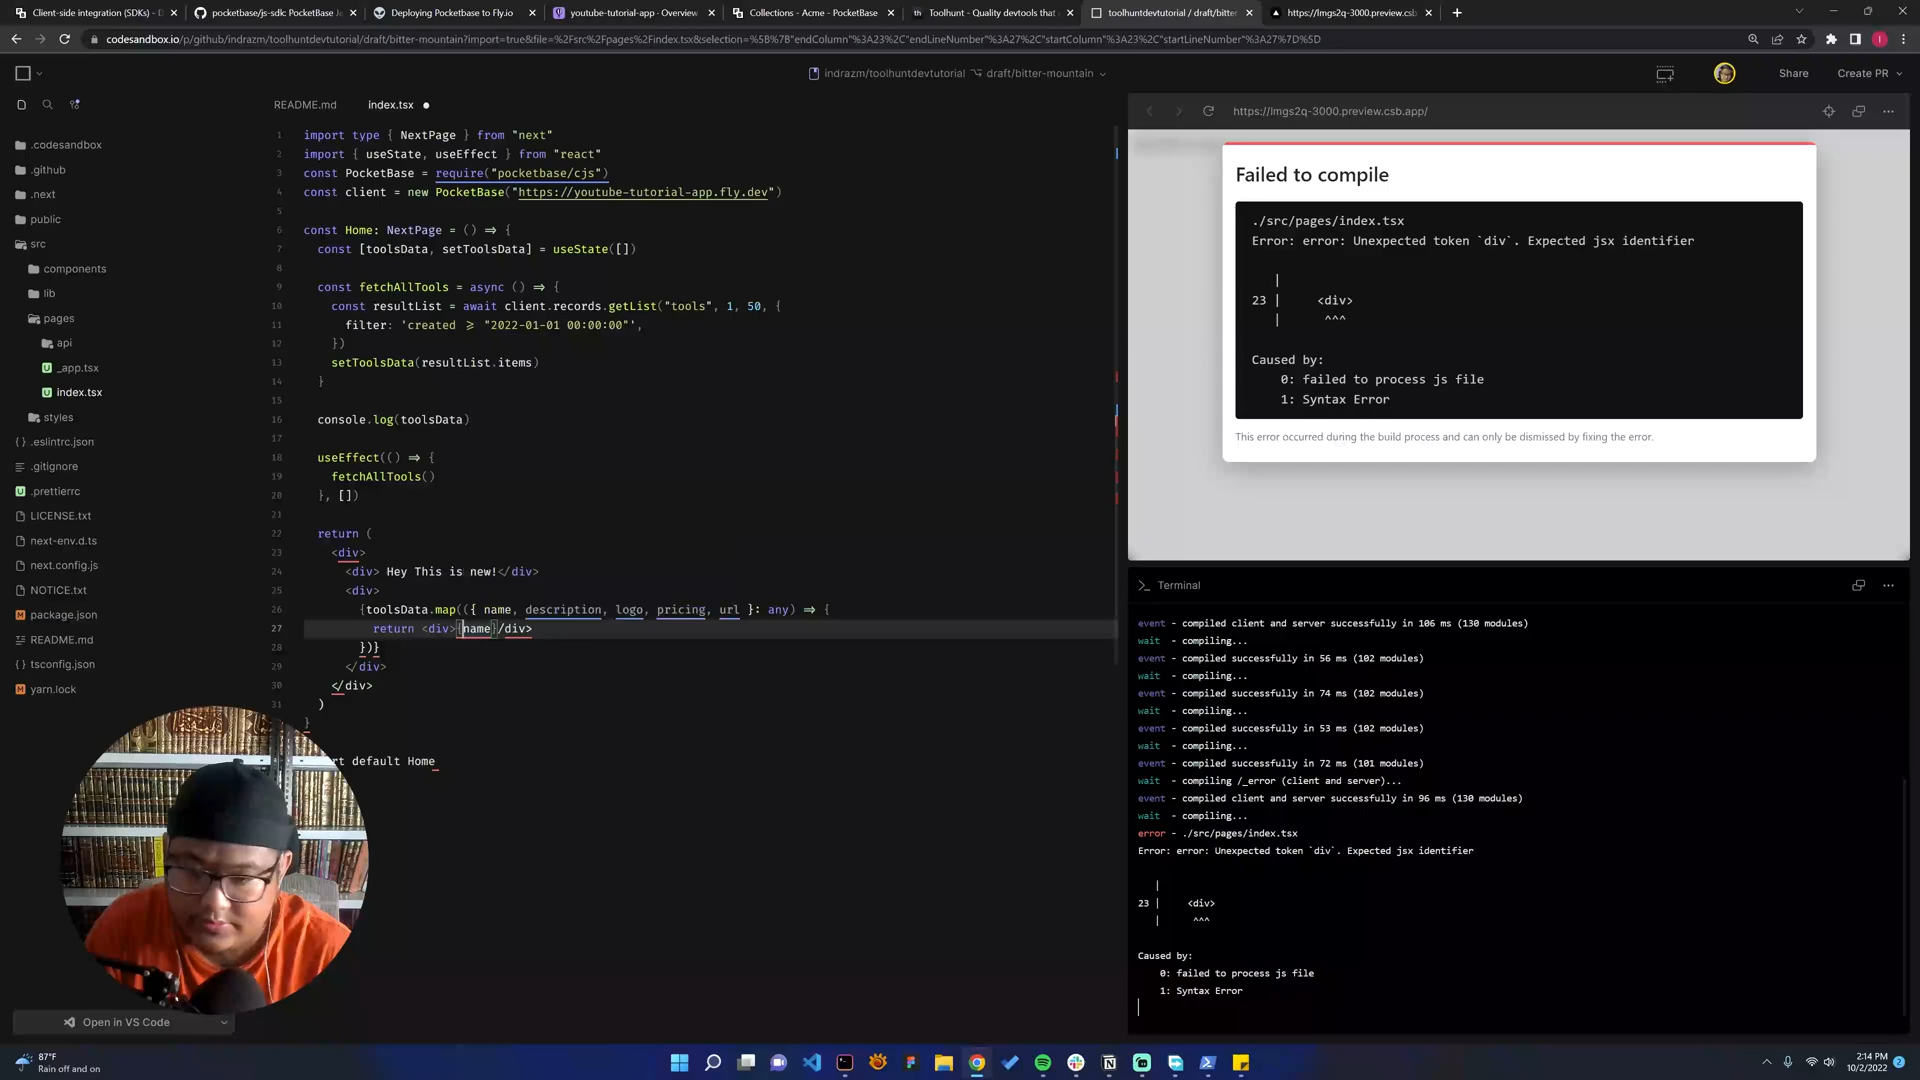 Client-side integration (SDKs) - D
pocketbase/js-sdk: PocketBase Ja
Deploying Pocketbase to Fly.io
youtube-tutorial-app · Overview
Collections - Acme - PocketBase
Toolhunt - Quality devtools that
toolhuntdevtutorial / draft/bitter
https://lmgs2q-3000.preview.csb
codesandbox.io/p/github/indrazm/toolhuntdevtutorial/draft/bitter-mountain?import=true&file=%2Fsrc%2Fpages%2Findex.tsx&selection=%5B%7B"endColumn"%3A23%2C"endLineNumber"%3A27%2C"startColumn"%3A23%2C"startLineNumber"%3A27%7D%5D
indrazm/toolhuntdevtutorial draft/bitter-mountain
Share
Create PR
README.md
index.tsx
.codesandbox
.github
.next
public
src
components
lib
pages
api
_app.tsx
index.tsx
styles
.eslintrc.json
.gitignore
.prettierrc
LICENSE.txt
next-env.d.ts
next.config.js
NOTICE.txt
package.json
README.md
tsconfig.json
yarn.lock
1 import type { NextPage } from "next"
2 import { useState, useEffect } from "react"
3 const PocketBase = require("pocketbase/cjs")
4 const client = new PocketBase("https://youtube-tutorial-app.fly.dev")
5
6 const Home: NextPage = () => {
7 const [toolsData, setToolsData] = useState([])
8
9 const fetchAllTools = async () => {
10 const resultList = await client.records.getList("tools", 1, 50, {
11 filter: 'created >= "2022-01-01 00:00:00"',
12 })
13 setToolsData(resultList.items)
14 }
15
16 console.log(toolsData)
17
18 useEffect(() => {
19 fetchAllTools()
20 }, [])
21
22 return (
23 <div>
24 <div> Hey This is new!</div>
25 <div>
26 {toolsData.map(({ name, description, logo, pricing, url }: any) => {
27 return <div>{name}/div>
28 })}
29 </div>
30 </div>
31 )
}
rt default Home
Open in VS Code
https://lmgs2q-3000.preview.csb.app/
Failed to compile
./src/pages/index.tsx
Error: error: Unexpected token `div`. Expected jsx identifier
|
23 | <div>
| ^^^
Caused by:
0: failed to process js file
1: Syntax Error
This error occurred during the build process and can only be dismissed by fixing the error.
Terminal
event - compiled client and server successfully in 106 ms (130 modules)
wait - compiling...
event - compiled successfully in 56 ms (102 modules)
wait - compiling...
event - compiled successfully in 74 ms (102 modules)
wait - compiling...
event - compiled successfully in 53 ms (102 modules)
wait - compiling...
event - compiled successfully in 72 ms (101 modules)
wait - compiling /_error (client and server)...
event - compiled client and server successfully in 96 ms (130 modules)
wait - compiling...
error - ./src/pages/index.tsx
Error: error: Unexpected token `div`. Expected jsx identifier
|
23 | <div>
| ^^^
Caused by:
0: failed to process js file
1: Syntax Error
87°F
Rain off and on
2:14 PM
10/2/2022
2